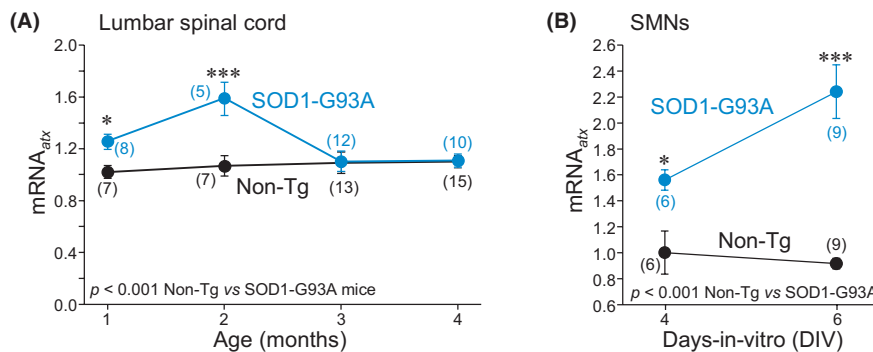 (A) Lumbar spinal cord
mRNAatx
2.0
1.6
1.2
0.8
0.4
0.0
*
***
(5)
SOD1-G93A
(8)
(12)
(10)
(7)
(7)
Non-Tg
(13)
(15)
p < 0.001 Non-Tg vs SOD1-G93A mice
1 2 3 4
Age (months)
(B) SMNs
mRNAatx
2.6
2.4
2.2
2.0
1.8
1.6
1.4
1.2
1.0
0.8
0.6
***
SOD1-G93A
(9)
*
(6)
Non-Tg
(9)
(6)
p < 0.001 Non-Tg vs SOD1-G93A
4 6
Days-in-vitro (DIV)